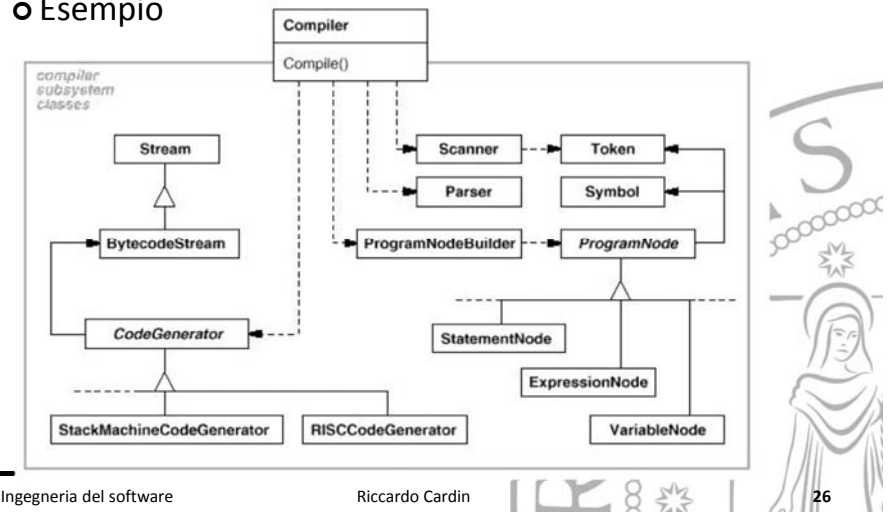 Esempio
Compiler
Compile()
compiler
subsystem
classes
Stream
Scanner
Token
Parser
Symbol
BytecodeStream
ProgramNodeBuilder
ProgramNode
CodeGenerator
StatementNode
ExpressionNode
StackMachineCodeGenerator
RISCCodeGenerator
VariableNode
Ingegneria del software
Riccardo Cardin
26